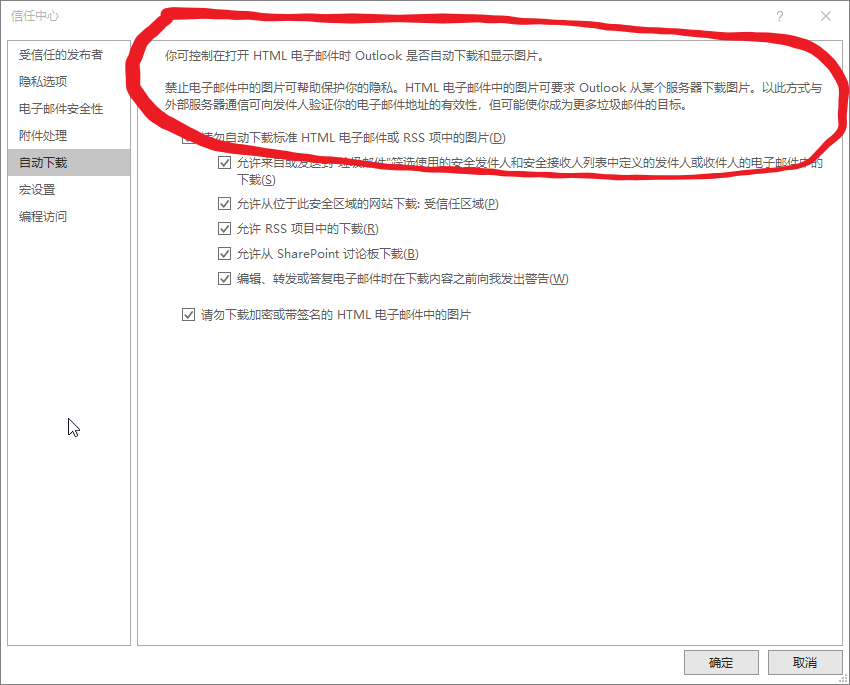 信任中心
受信任的发布者
隐私选项
电子邮件安全性
附件处理
自动下载
宏设置
编程访问
你可控制在打开 HTML 电子邮件时 Outlook 是否自动下载和显示图片。
禁止电子邮件中的图片可帮助保护你的隐私。HTML 电子邮件中的图片可要求 Outlook 从某个服务器下载图片。以此方式与
外部服务器通信可向发件人验证你的电子邮件地址的有效性，但可能使你成为更多垃圾邮件的目标。
请勿自动下载标准 HTML 电子邮件或 RSS 项中的图片(D)
允许来自或发送到"垃圾邮件"筛选使用的安全发件人和安全接收人列表中定义的发件人或收件人的电子邮件中的
下载(S)
允许从位于此安全区域的网站下载: 受信任区域(P)
允许 RSS 项目中的下载(R)
允许从 SharePoint 讨论板下载(B)
编辑、转发或答复电子邮件时在下载内容之前向我发出警告(W)
请勿下载加密或带签名的 HTML 电子邮件中的图片
确定
取消